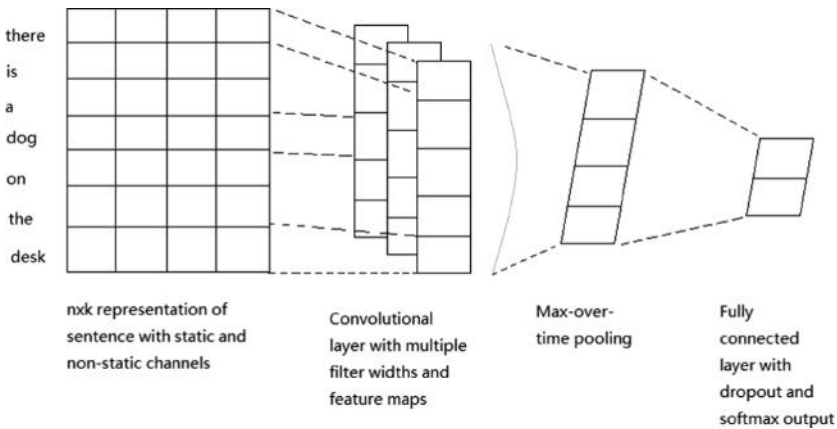 there
is
a
dog
on
the
desk
nxk representation of
sentence with static and
non-static channels
Convolutional
layer with multiple
filter widths and
feature maps
Max-over-
time pooling
Fully
connected
layer with
dropout and
softmax output